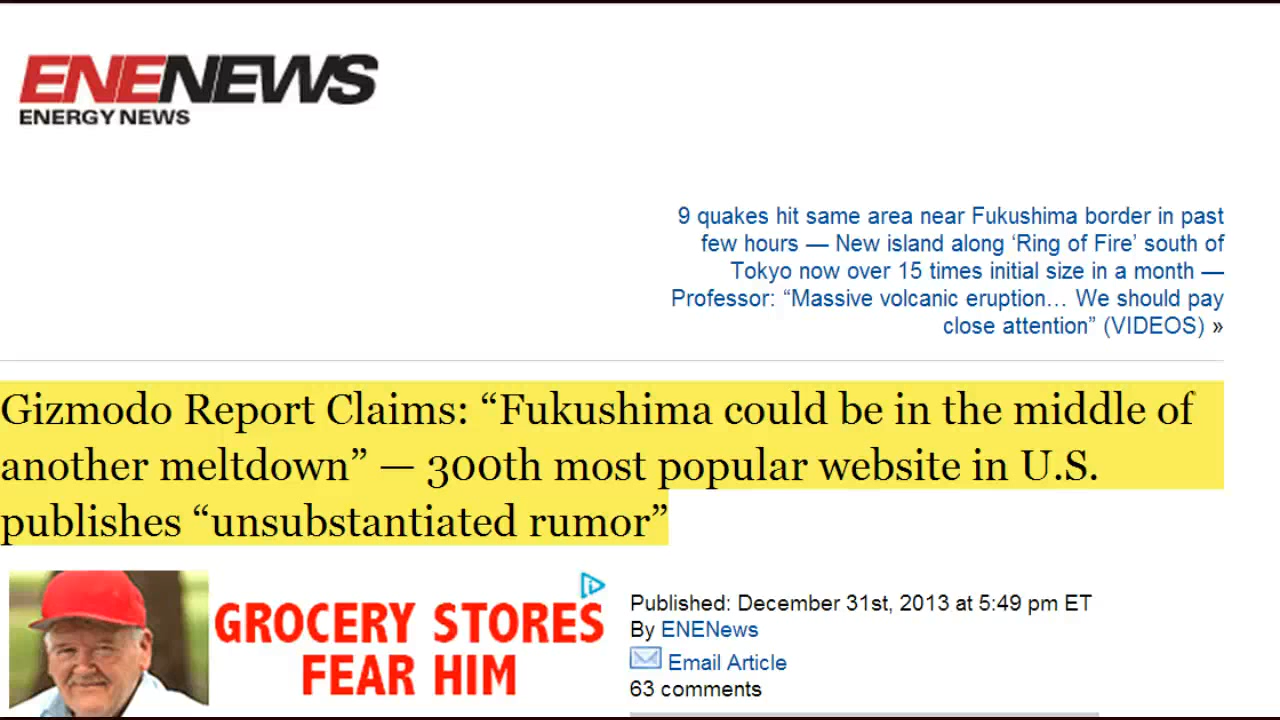 ENENEWS
ENERGY NEWS
9 quakes hit same area near Fukushima border in past
few hours — New island along ‘Ring of Fire’ south of
Tokyo now over 15 times initial size in a month —
Professor: “Massive volcanic eruption… We should pay
close attention” (VIDEOS) »
Gizmodo Report Claims: “Fukushima could be in the middle of
another meltdown” — 300th most popular website in U.S.
publishes “unsubstantiated rumor”
GROCERY STORES
FEAR HIM
Published: December 31st, 2013 at 5:49 pm ET
By ENENews
Email Article
63 comments